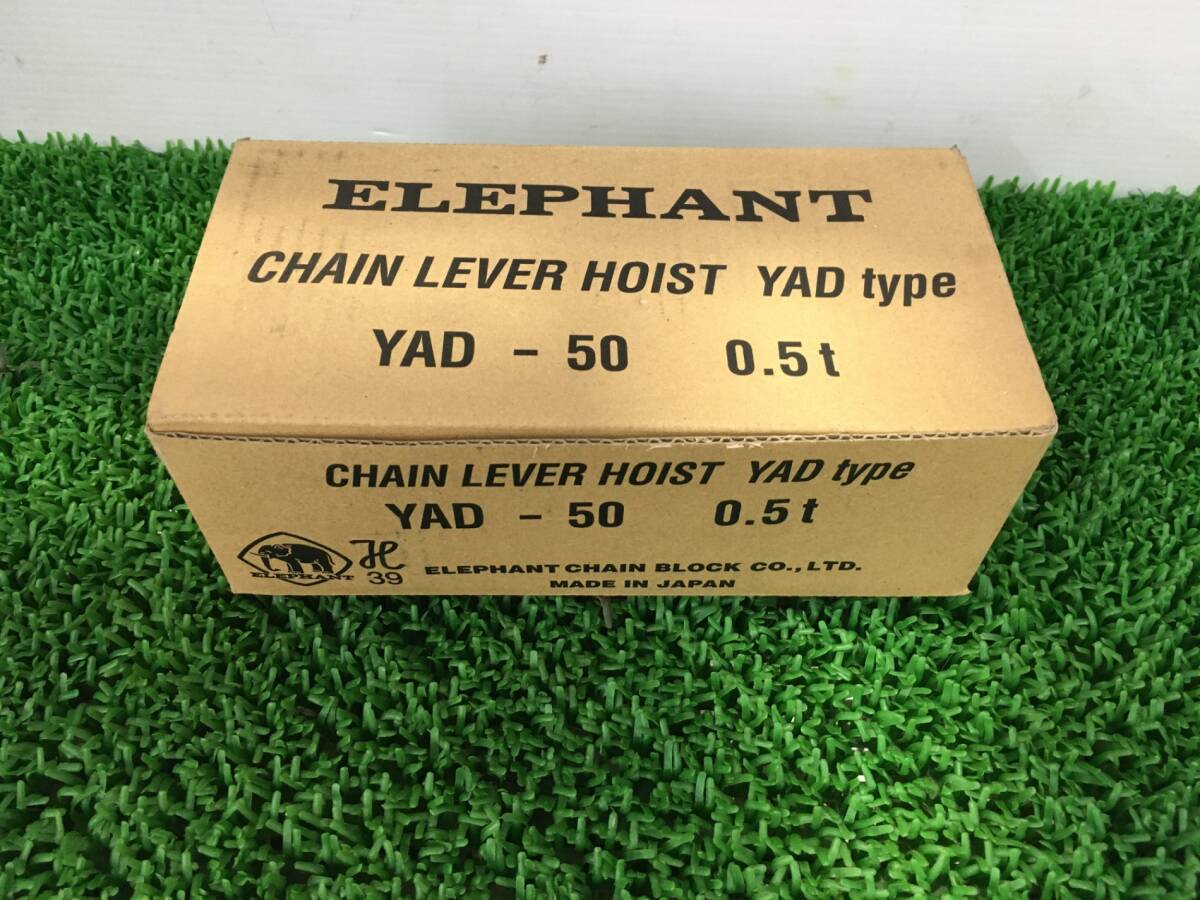 ELEPHANT
CHAIN LEVER HOIST YAD type
YAD - 50 0.5t
CHAIN LEVER HOIST YAD type
YAD - 50 0.5t
ELEPHANT
H
39
ELEPHANT CHAIN BLOCK CO., LTD.
MADE IN JAPAN